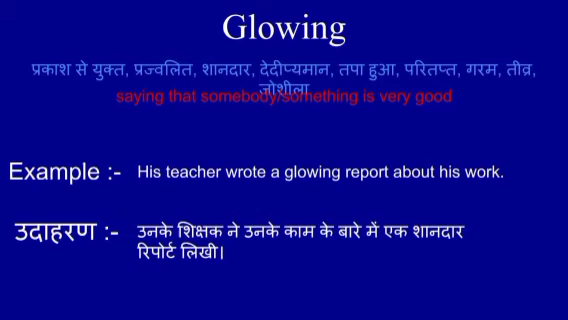 Glowing
प्रकाश से युक्त, प्रज्वलित, शानदार, देदीप्यमान, तपा हुआ, परितप्त, गरम, तीव्र,
जोशीला
saying that somebody/something is very good
Example :- His teacher wrote a glowing report about his work.
उदाहरण :- उनके शिक्षक ने उनके काम के बारे में एक शानदार
रिपोर्ट लिखी।